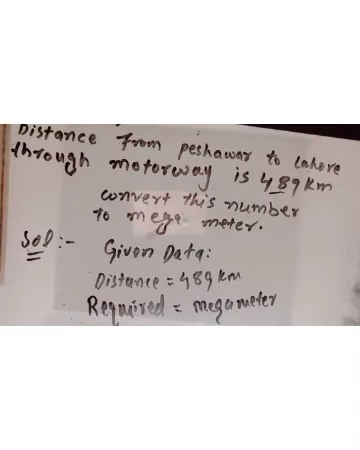 Distance from peshawar to Lahore
through motorway is 489 km
convert this number
to mega meter.
Sol:-
Given Data:
Distance = 489 km
Required = megameter